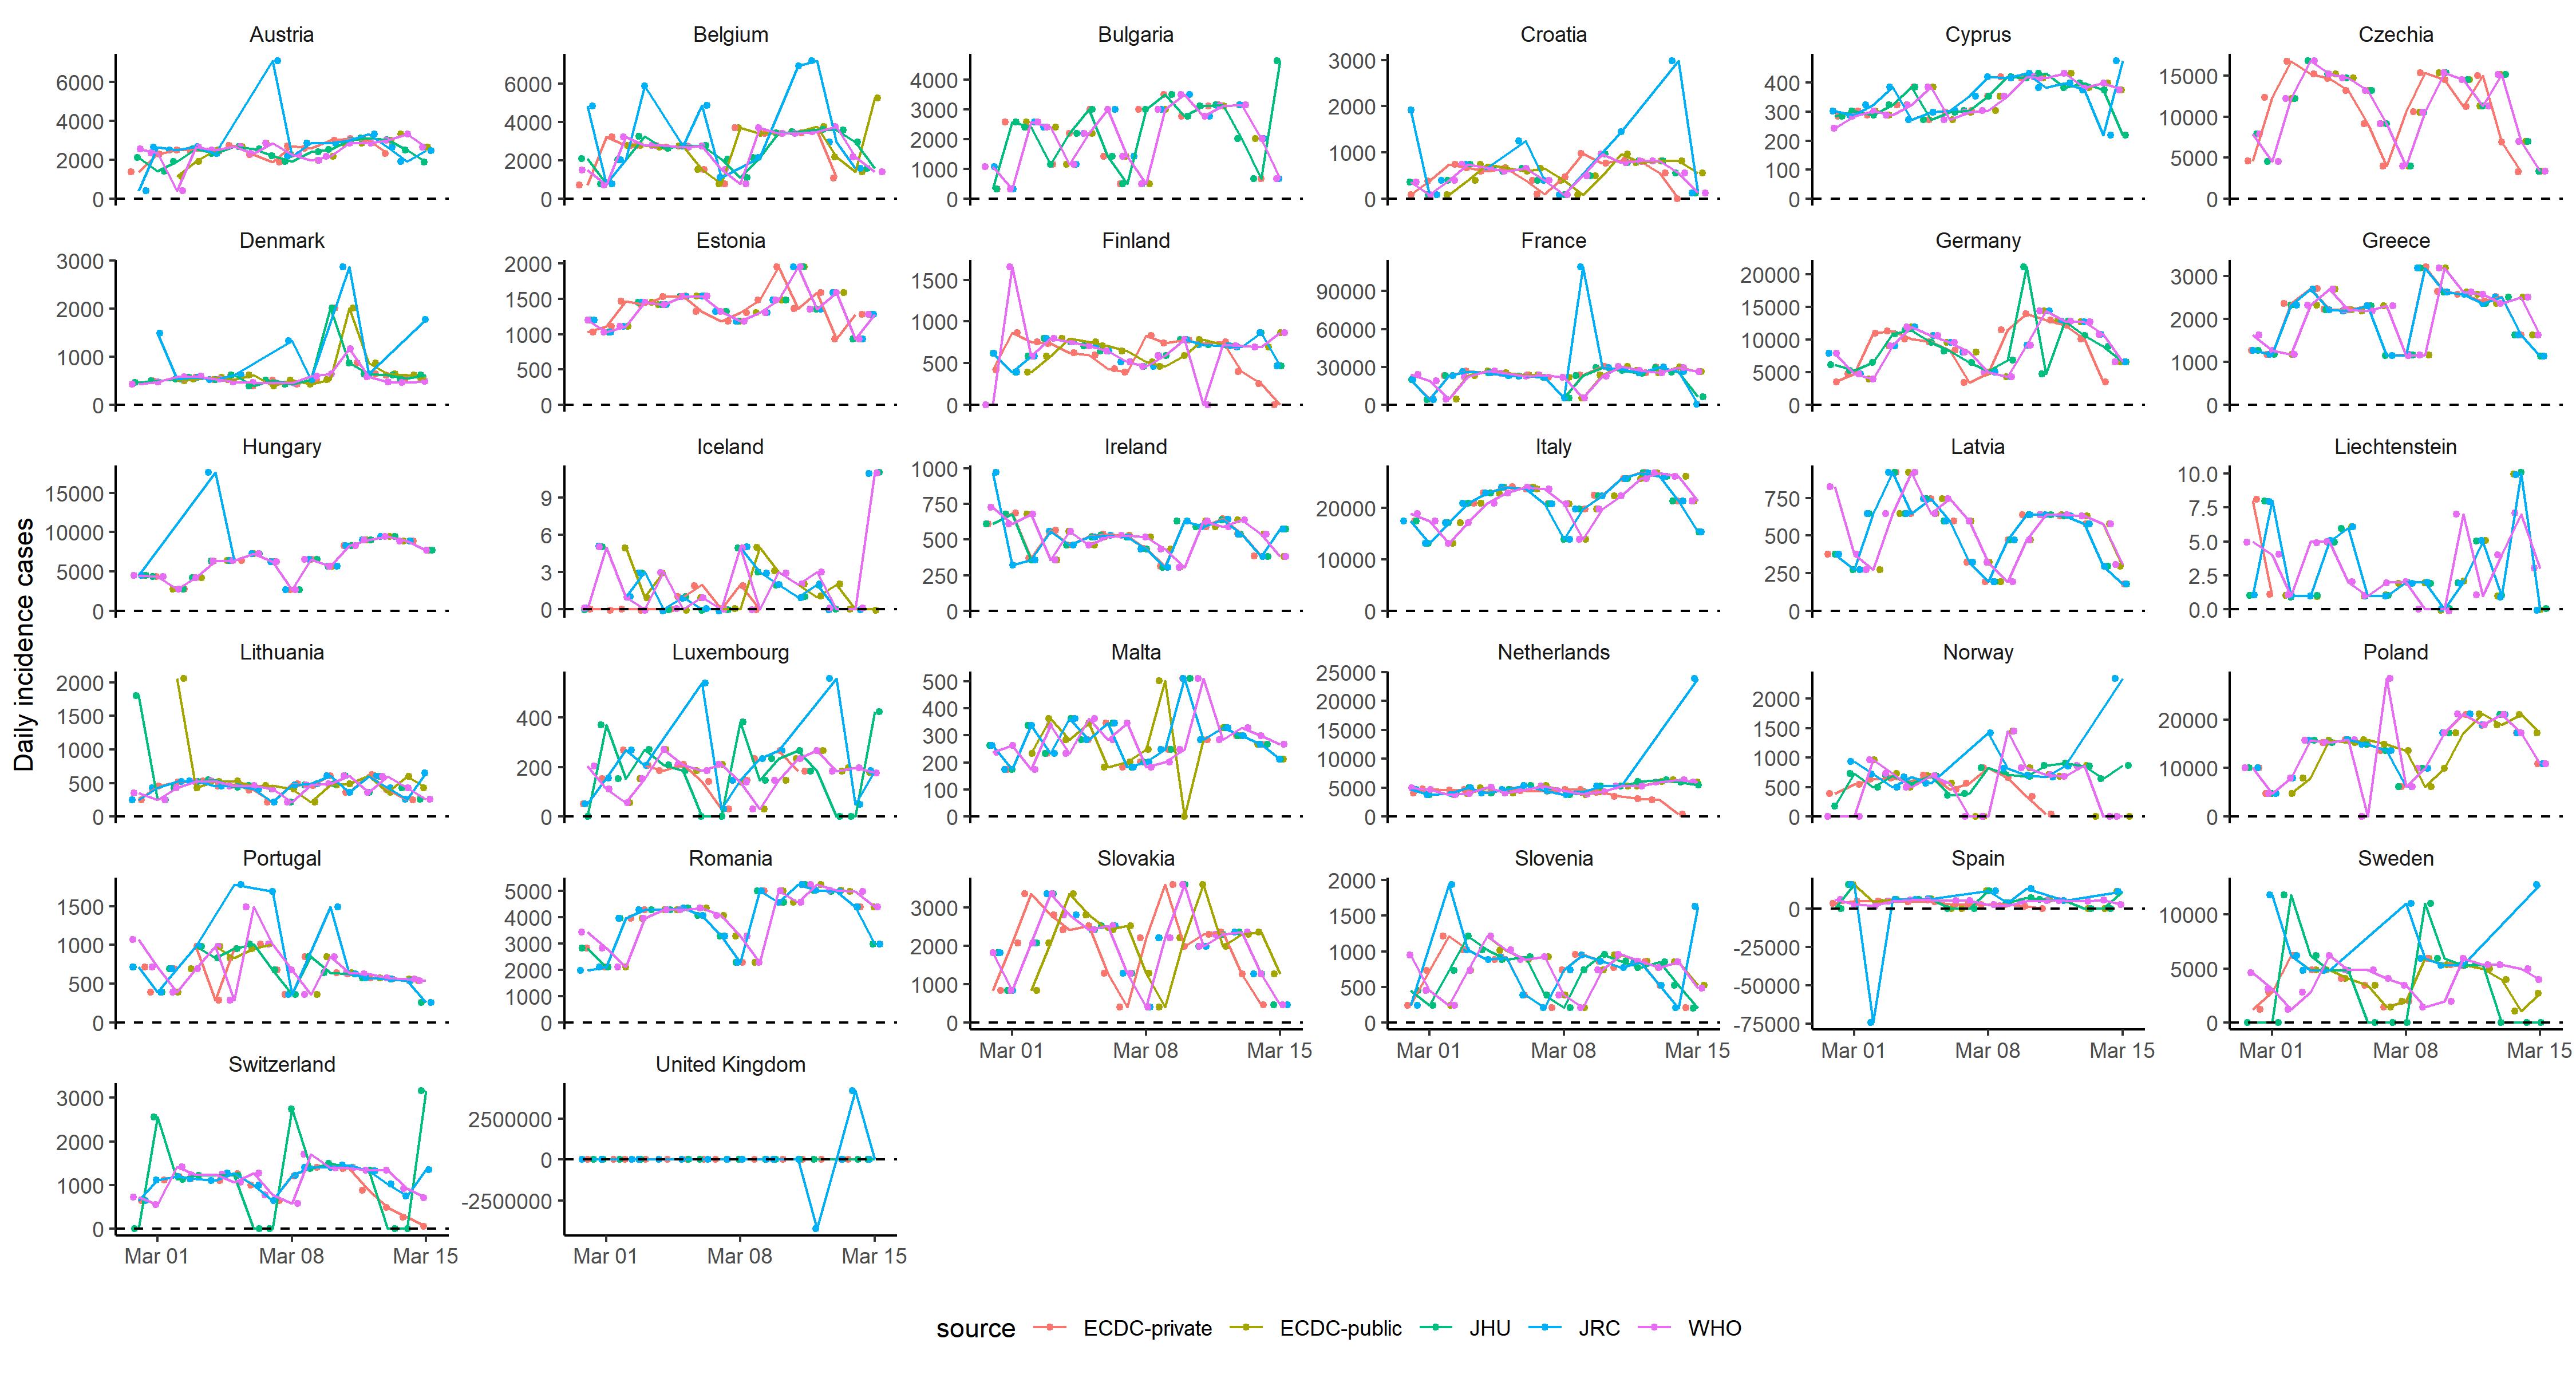 Austria Belgium Bulgaria Croatia Cyprus Czechia
6000 4000 2000 0
6000 4000 2000 0
4000 3000 2000 1000 0
3000 2000 1000 0
400 300 200 100 0
15000 10000 5000 0
Denmark Estonia Finland France Germany Greece
3000 2000 1000 0
2000 1500 1000 500 0
1500 1000 500 0
90000 60000 30000 0
20000 15000 10000 5000 0
3000 2000 1000 0
Daily incidence cases
Hungary Iceland Ireland Italy Latvia Liechtenstein
15000 10000 5000 0
9 6 3 0
1000 750 500 250 0
20000 10000 0
750 500 250 0
10.0 7.5 5.0 2.5 0.0
Lithuania Luxembourg Malta Netherlands Norway Poland
2000 1500 1000 500 0
400 200 0
500 400 300 200 100 0
25000 20000 15000 10000 5000 0
2000 1500 1000 500 0
20000 10000 0
Portugal Romania Slovakia Slovenia Spain Sweden
1500 1000 500 0
5000 4000 3000 2000 1000 0
3000 2000 1000 0
2000 1500 1000 500 0
0 -25000 -50000 -75000
10000 5000 0
Mar 01 Mar 08 Mar 15 Mar 01 Mar 08 Mar 15 Mar 01 Mar 08 Mar 15 Mar 01 Mar 08 Mar 15
Switzerland United Kingdom
3000 2000 1000 0
2500000 0 -2500000
Mar 01 Mar 08 Mar 15 Mar 01 Mar 08 Mar 15
source ECDC-private ECDC-public JHU JRC WHO